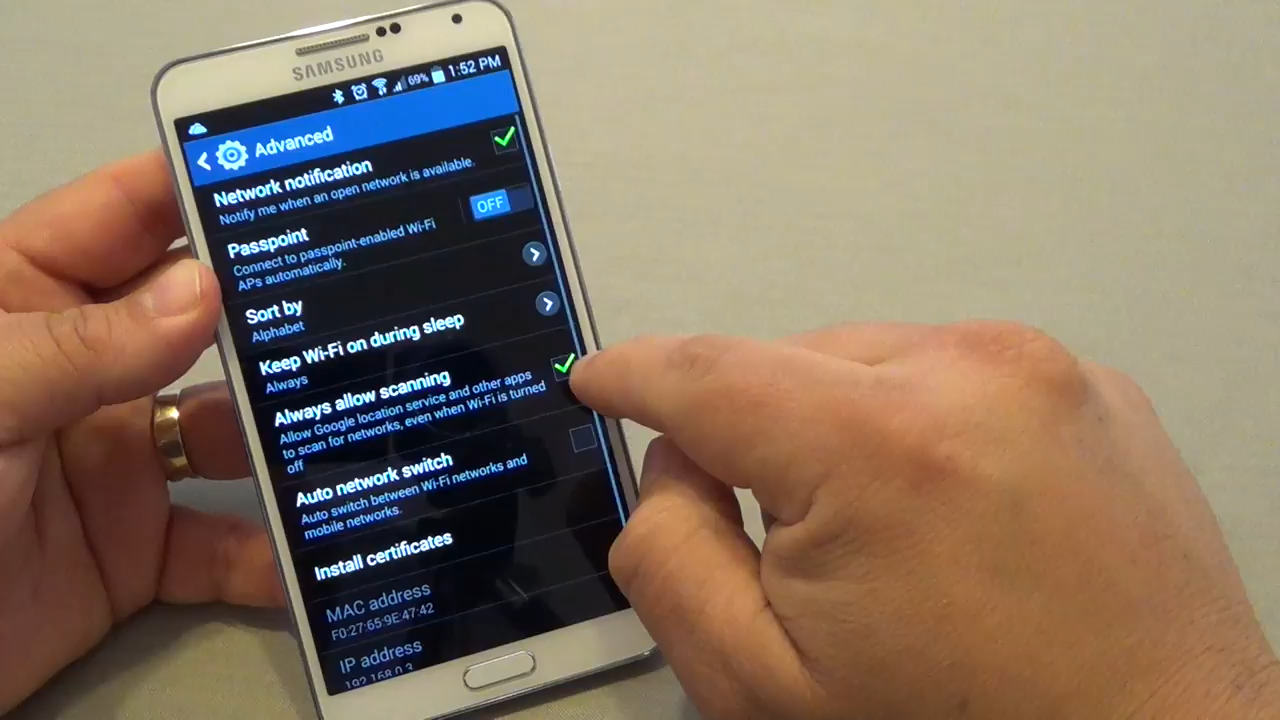 SAMSUNG
69% 1:52 PM
Advanced
Network notification
Notify me when an open network is available.
Passpoint
OFF
Connect to passpoint-enabled Wi-Fi
APs automatically.
Sort by
Alphabet
Keep Wi-Fi on during sleep
Always
Always allow scanning
Allow Google location service and other apps
to scan for networks, even when Wi-Fi is turned
off
Auto network switch
Auto switch between Wi-Fi networks and
mobile networks.
Install certificates
MAC address
F0:27:65:9E:47:42
IP address
192.168.0.3